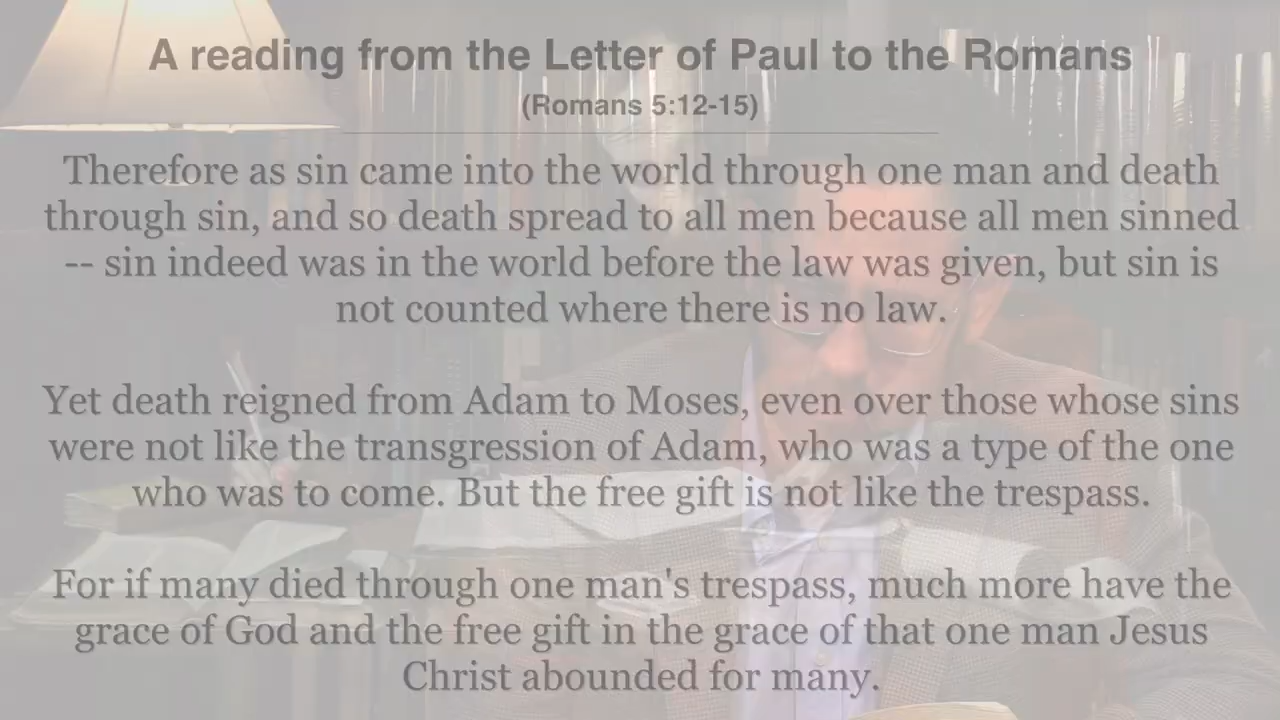 A reading from the Letter of Paul to the Romans
(Romans 5:12-15)
Therefore as sin came into the world through one man and death
through sin, and so death spread to all men because all men sinned
-- sin indeed was in the world before the law was given, but sin is
not counted where there is no law.
Yet death reigned from Adam to Moses, even over those whose sins
were not like the transgression of Adam, who was a type of the one
who was to come. But the free gift is not like the trespass.
For if many died through one man's trespass, much more have the
grace of God and the free gift in the grace of that one man Jesus
Christ abounded for many.